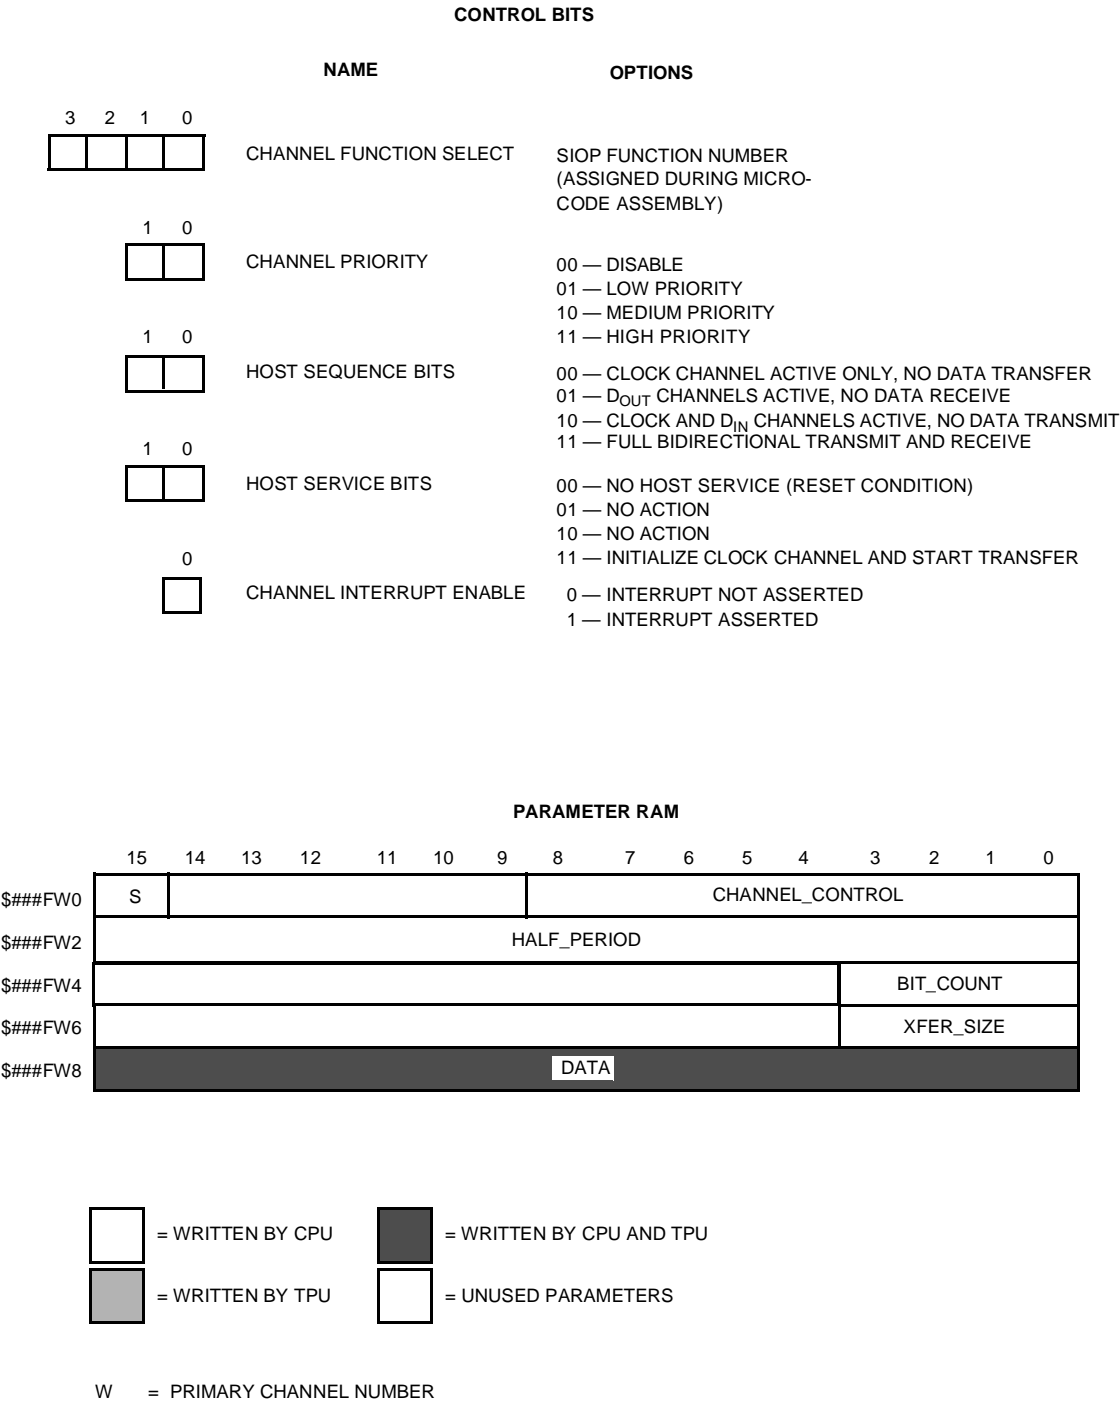 CONTROL BITS
NAME OPTIONS
3 2 1 0
CHANNEL FUNCTION SELECT SIOP FUNCTION NUMBER
(ASSIGNED DURING MICRO-
CODE ASSEMBLY)
1 0
CHANNEL PRIORITY 00 — DISABLE
01 — LOW PRIORITY
10 — MEDIUM PRIORITY
11 — HIGH PRIORITY
1 0
HOST SEQUENCE BITS 00 — CLOCK CHANNEL ACTIVE ONLY, NO DATA TRANSFER
01 — DOUT CHANNELS ACTIVE, NO DATA RECEIVE
10 — CLOCK AND DIN CHANNELS ACTIVE, NO DATA TRANSMIT
11 — FULL BIDIRECTIONAL TRANSMIT AND RECEIVE
1 0
HOST SERVICE BITS 00 — NO HOST SERVICE (RESET CONDITION)
01 — NO ACTION
10 — NO ACTION
11 — INITIALIZE CLOCK CHANNEL AND START TRANSFER
0
CHANNEL INTERRUPT ENABLE 0 — INTERRUPT NOT ASSERTED
1 — INTERRUPT ASSERTED
PARAMETER RAM
15 14 13 12 11 10 9 8 7 6 5 4 3 2 1 0
$###FW0 S CHANNEL_CONTROL
$###FW2 HALF_PERIOD
$###FW4 BIT_COUNT
$###FW6 XFER_SIZE
$###FW8 DATA
= WRITTEN BY CPU = WRITTEN BY CPU AND TPU
= WRITTEN BY TPU = UNUSED PARAMETERS
W = PRIMARY CHANNEL NUMBER